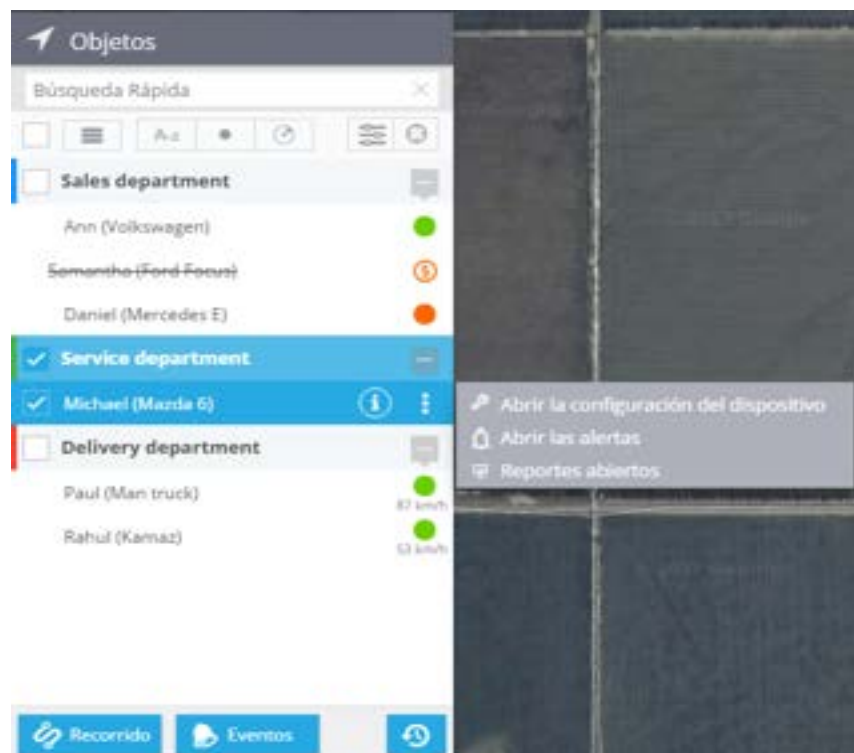 Objetos
Búsqueda Rápida
A-z
Sales department
Ann (Volkswagen)
Samantha (Ford Focus)
Daniel (Mercedes E)
Service department
Michael (Mazda 6)
Abrir la configuración del dispositivo
Abrir las alertas
Reportes abiertos
Delivery department
Paul (Man truck)
87 km/h
Rahul (Kamaz)
53 km/h
Recorrido
Eventos